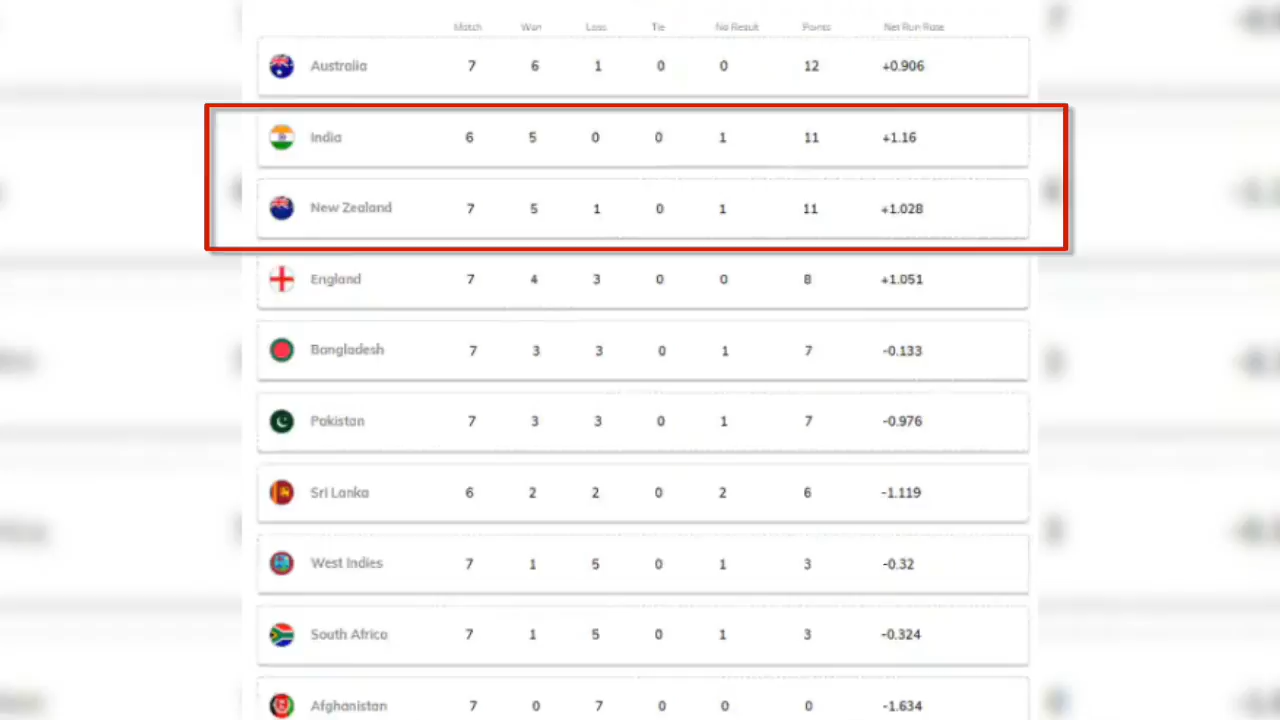 Match Won Loss Tie No Result Points Net Run Rate
Australia 7 6 1 0 0 12 +0.906
India 6 5 0 0 1 11 +1.16
New Zealand 7 5 1 0 1 11 +1.028
England 7 4 3 0 0 8 +1.051
Bangladesh 7 3 3 0 1 7 -0.133
Pakistan 7 3 3 0 1 7 -0.976
Sri Lanka 6 2 2 0 2 6 -1.119
West Indies 7 1 5 0 1 3 -0.32
South Africa 7 1 5 0 1 3 -0.324
Afghanistan 7 0 7 0 0 0 -1.634